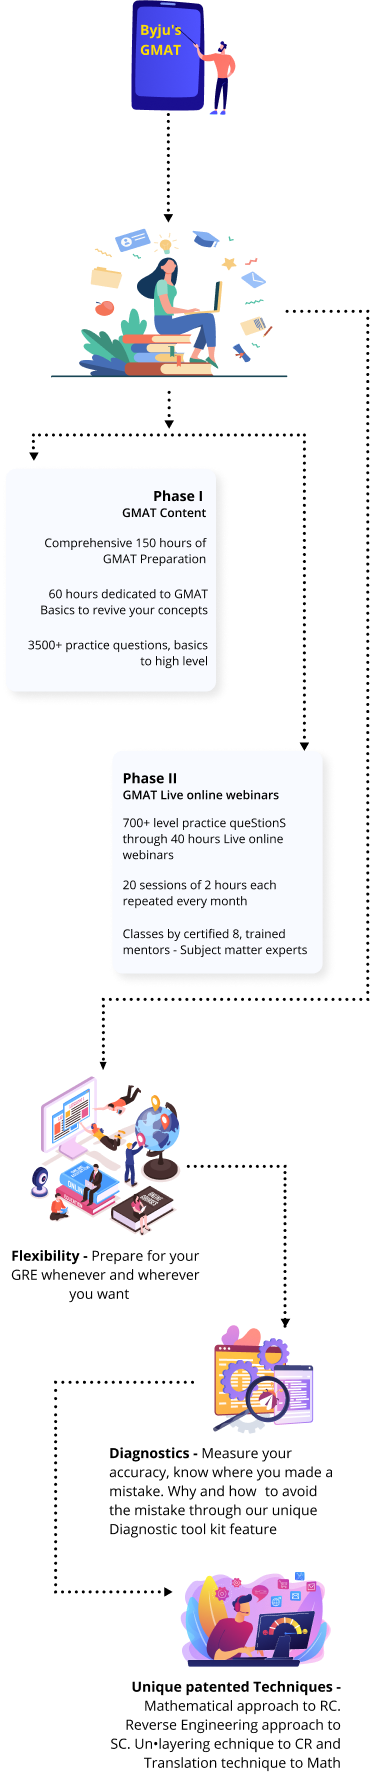 Byju's
GMAT
Phase I
GMAT Content
Comprehensive 150 hours of
GMAT Preparation
60 hours dedicated to GMAT
Basics to revive your concepts
3500+ practice questions, basics
to high level
Phase II
GMAT Live online webinars
700+ level practice queStionS
through 40 hours Live online
webinars
20 sessions of 2 hours each
repeated every month
Classes by certified 8, trained
mentors - Subject matter experts
Flexibility - Prepare for your
GRE whenever and wherever
you want
Diagnostics - Measure your
accuracy, know where you made a
mistake. Why and how to avoid
the mistake through our unique
Diagnostic tool kit feature
Unique patented Techniques -
Mathematical approach to RC.
Reverse Engineering approach to
SC. Un•layering echnique to CR and
Translation technique to Math